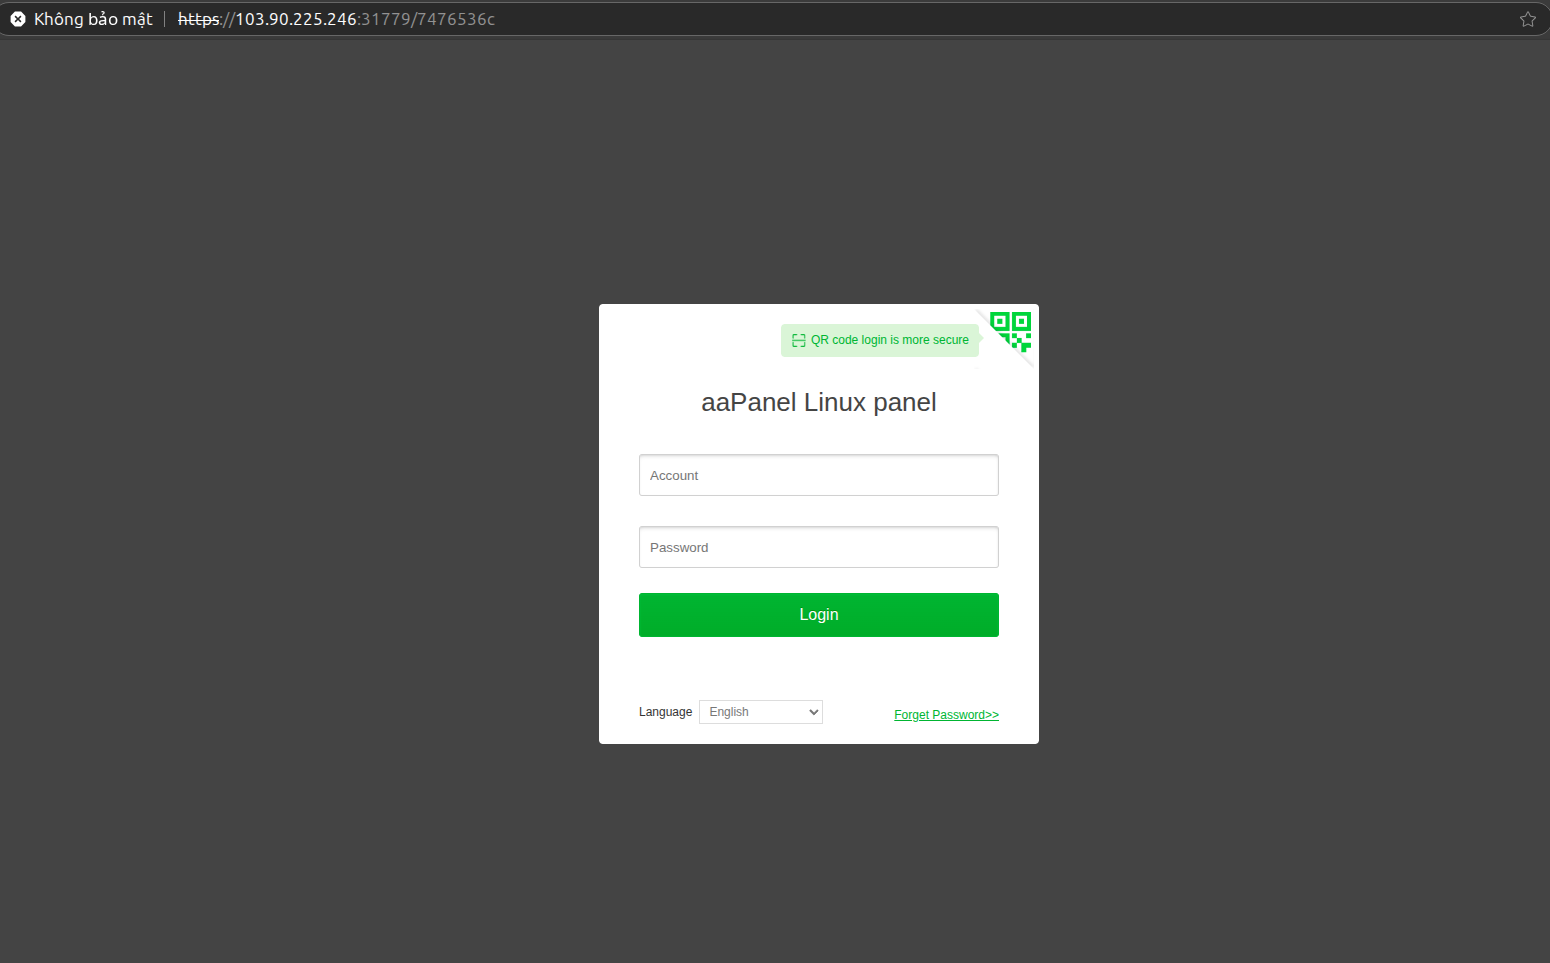 Không bảo mật https://103.90.225.246:31779/7476536c
QR code login is more secure
aaPanel Linux panel
Account
Password
Login
Language English Forget Password>>